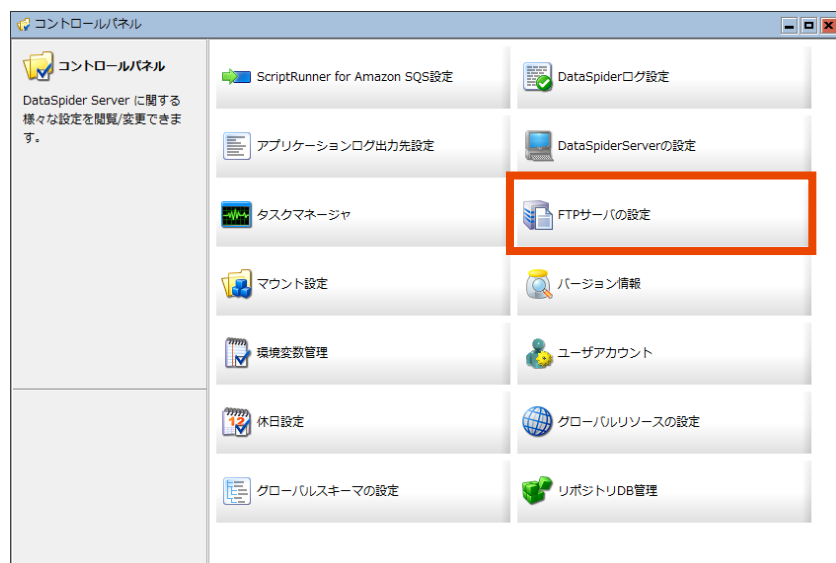 コントロールパネル
コントロールパネル
DataSpider Server に関する
様々な設定を閲覧/変更できま
す。
ScriptRunner for Amazon SQS設定
DataSpiderログ設定
アプリケーションログ出力先設定
DataSpiderServerの設定
タスクマネージャ
FTPサーバの設定
マウント設定
バージョン情報
環境変数管理
ユーザアカウント
休日設定
グローバルリソースの設定
グローバルスキーマの設定
リポジトリDB管理